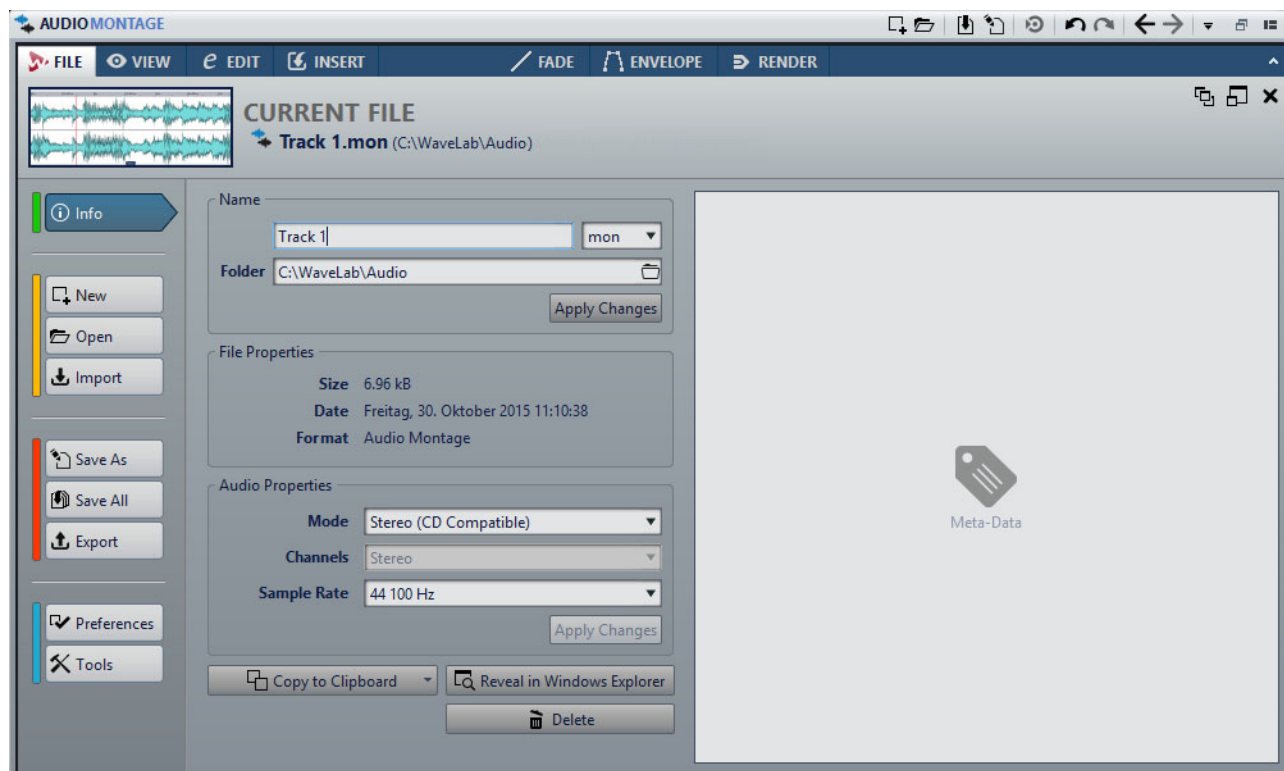 AUDIO MONTAGE
FILE VIEW EDIT INSERT FADE ENVELOPE RENDER
CURRENT FILE
Track 1.mon (C:\WaveLab\Audio)
Info
New
Open
Import
Save As
Save All
Export
Preferences
Tools
Name
Track 1 mon
Folder C:\WaveLab\Audio
Apply Changes
File Properties
Size 6.96 kB
Date Freitag, 30. Oktober 2015 11:10:38
Format Audio Montage
Audio Properties
Mode Stereo (CD Compatible)
Channels Stereo
Sample Rate 44 100 Hz
Apply Changes
Copy to Clipboard Reveal in Windows Explorer
Delete
Meta-Data